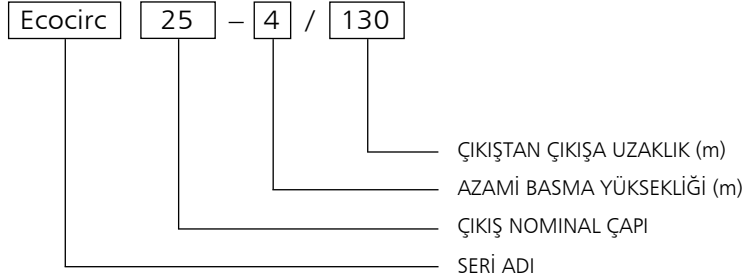 Ecocirc 25 – 4 / 130
ÇIKIŞTAN ÇIKIŞA UZAKLIK (m)
AZAMİ BASMA YÜKSEKLİĞİ (m)
ÇIKIŞ NOMINAL ÇAPI
SERİ ADI